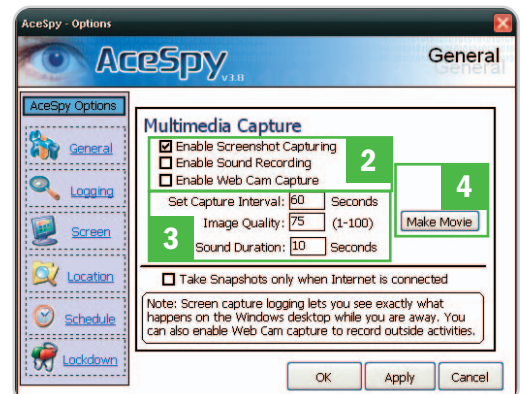 AceSpy - Options
AceSpy v3.8
General
AceSpy Options
General
Logging
Screen
Location
Schedule
Lockdown
Multimedia Capture
Enable Screenshot Capturing
Enable Sound Recording
Enable Web Cam Capture
2
Set Capture Interval: 60 Seconds
Image Quality: 75 (1-100)
Sound Duration: 10 Seconds
3
4
Make Movie
Take Snapshots only when Internet is connected
Note: Screen capture logging lets you see exactly what
happens on the Windows desktop while you are away. You
can also enable Web Cam capture to record outside activities.
OK Apply Cancel